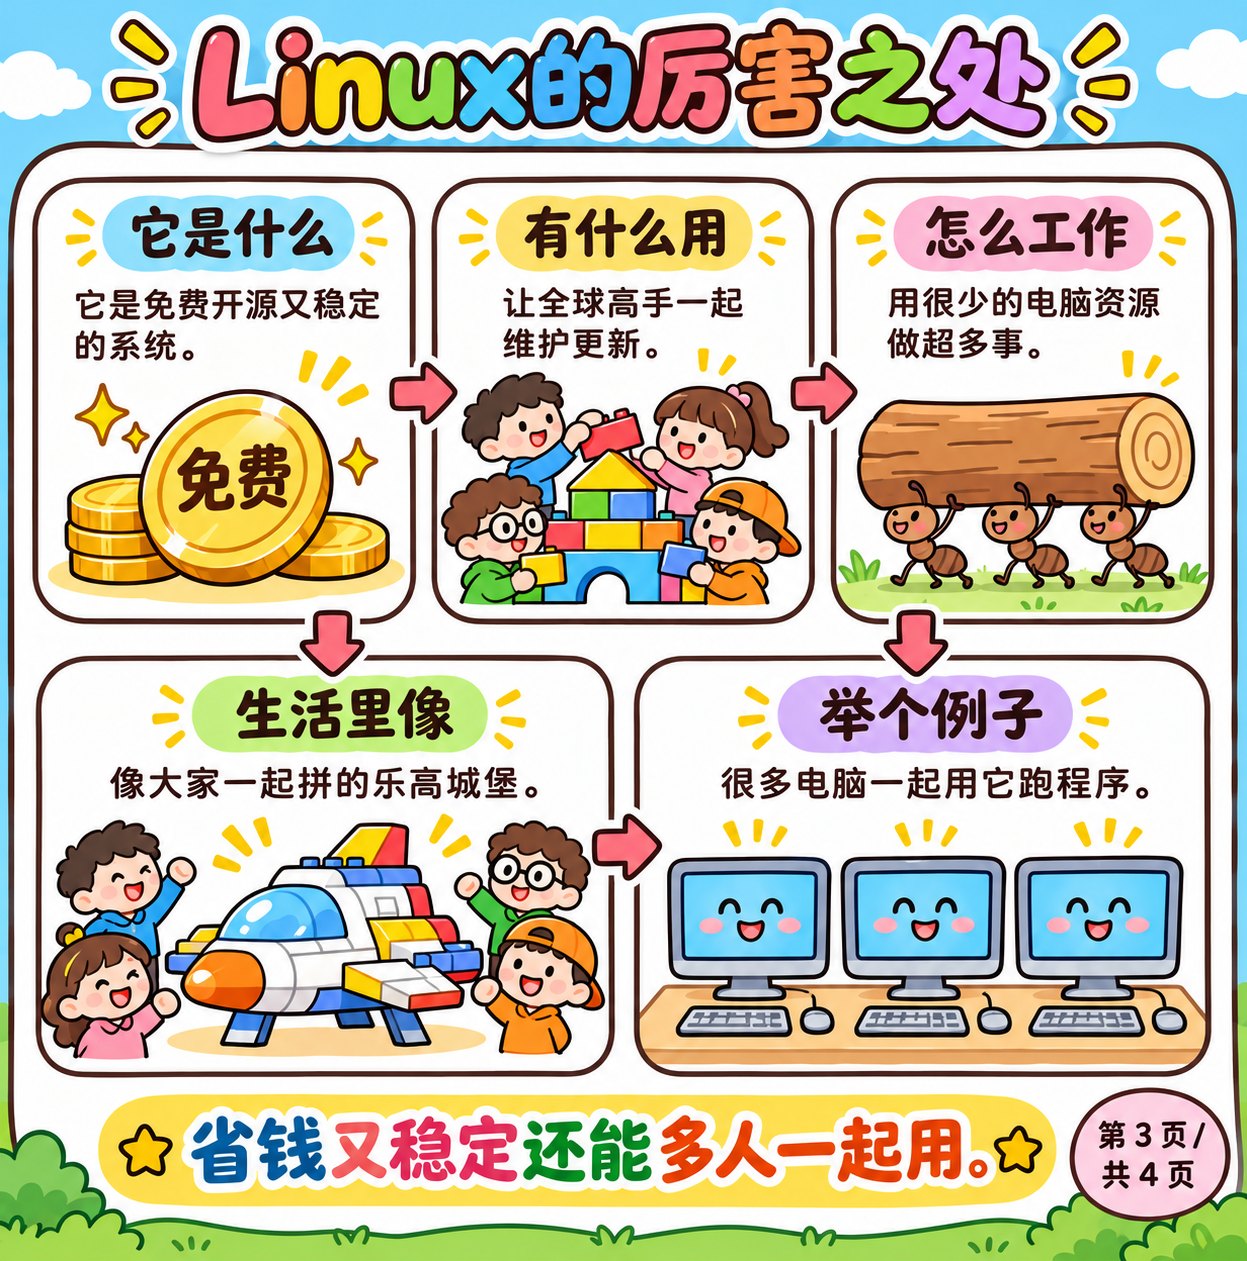 Linux的厉害之处
它是什么
它是免费开源又稳定
的系统。
免费
有什么用
让全球高手一起
维护更新。
怎么工作
用很少的电脑资源
做超多事。
生活里像
像大家一起拼的乐高城堡。
举个例子
很多电脑一起用它跑程序。
省钱又稳定还能多人一起用。
第3页/
共4页